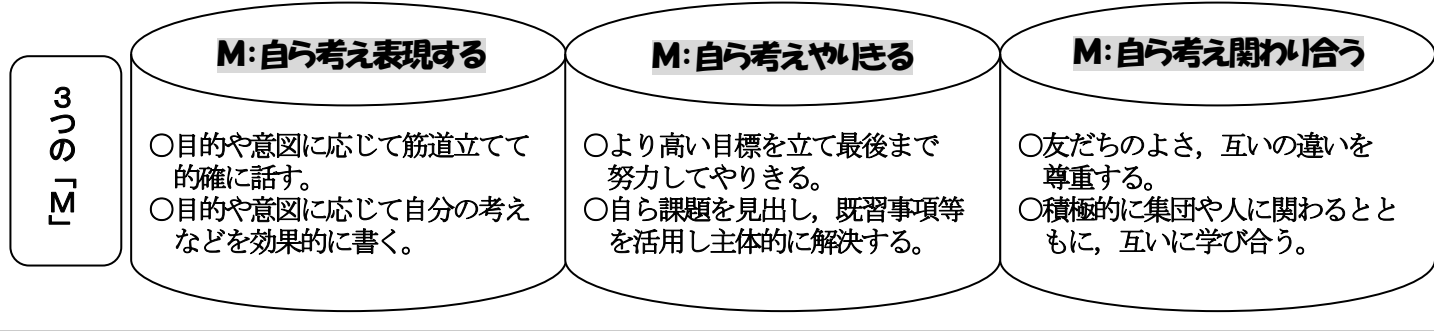 ３つの「Ｍ」
Ｍ：自ら考え表現する
〇目的や意図に応じて筋道立てて
的確に話す。
〇目的や意図に応じて自分の考え
などを効果的に書く。
Ｍ：自ら考えやりきる
〇より高い目標を立て最後まで
努力してやりきる。
〇自ら課題を見出し，既習事項等
を活用し主体的に解決する。
Ｍ：自ら考え関わり合う
〇友だちのよさ，互いの違いを
尊重する。
〇積極的に集団や人に関わるとと
もに，互いに学び合う。